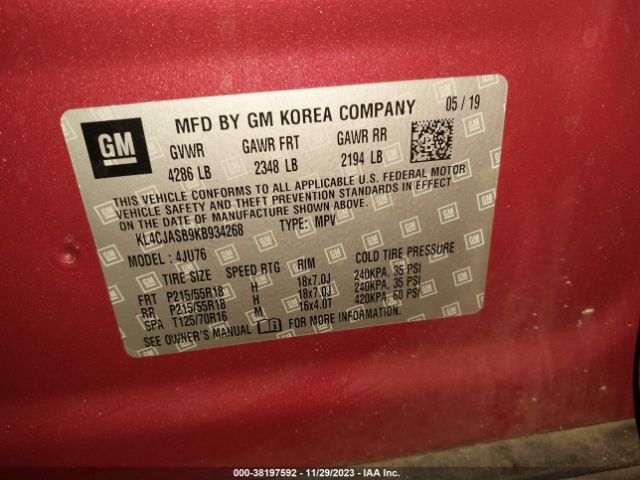 GM
MFD BY GM KOREA COMPANY 05 / 19
GVWR GAWR FRT GAWR RR
4286 LB 2348 LB 2194 LB
THIS VEHICLE CONFORMS TO ALL APPLICABLE U.S. FEDERAL MOTOR
VEHICLE SAFETY AND THEFT PREVENTION STANDARDS IN EFFECT
ON THE DATE OF MANUFACTURE SHOWN ABOVE.
KL4CJASB9KB934268 TYPE: MPV
MODEL: 4JU76
TIRE SIZE SPEED RTG RIM COLD TIRE PRESSURE
FRT P215/55R18 H 18x7.0J 240KPA, 35 PSI
RR P215/55R18 H 18x7.0J 240KPA, 35 PSI
SPA T125/70R16 M 16x4.0T 420KPA, 60 PSI
SEE OWNER'S MANUAL FOR MORE INFORMATION.
000-38197592 - 11/29/2023 - IAA Inc.